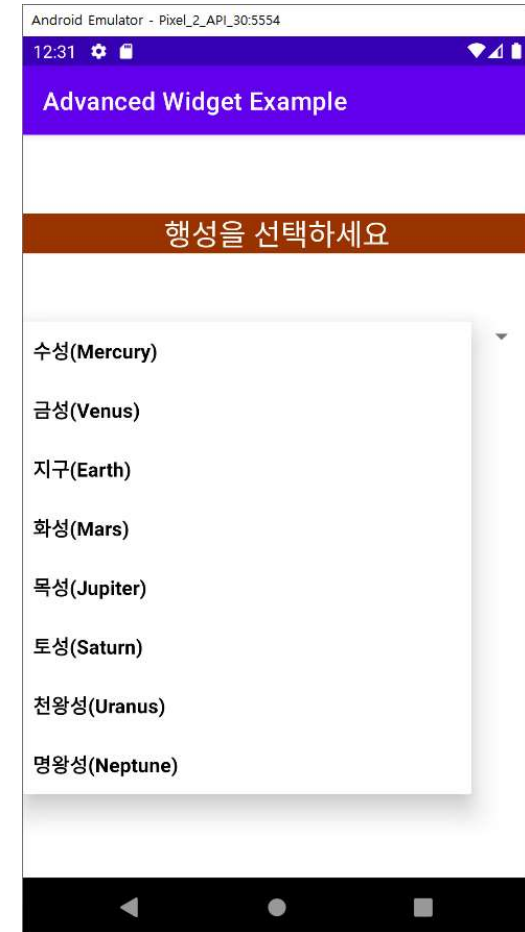 Android Emulator - Pixel_2_API_30:5554
12:31
Advanced Widget Example
행성을 선택하세요
수성(Mercury)
금성(Venus)
지구(Earth)
화성(Mars)
목성(Jupiter)
토성(Saturn)
천왕성(Uranus)
명왕성(Neptune)